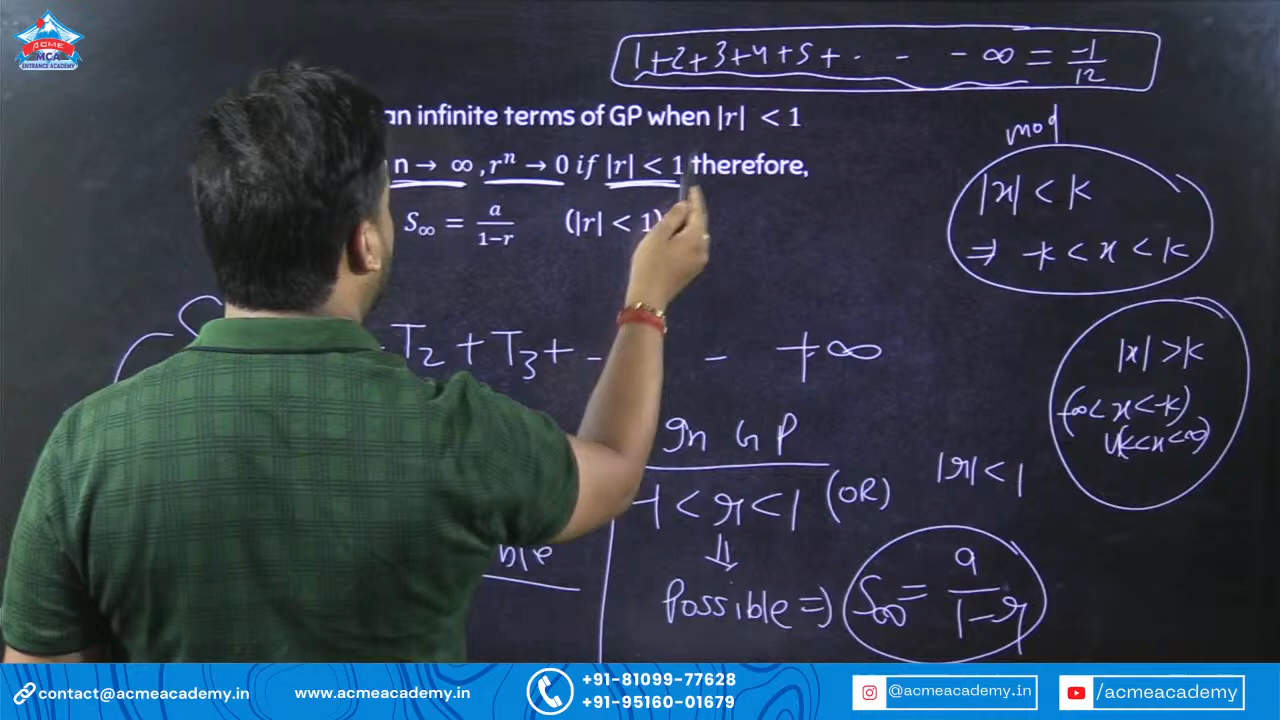 ACME
MCA
ENTRANCE ACADEMY
1+2+3+4+5+ . - - ∞ = -1/12
an infinite terms of GP when |r| < 1
n → ∞ , rⁿ → 0 if |r| < 1 therefore,
S∞ = a/1−r (|r| < 1)
mod
|x| < k
⇒ -k < x < k
T2 + T3 + - - +∞
|x| > k
(-∞ < x < -k)
∪(k < x < ∞)
In G P
-1 < r < 1 (OR) |r| < 1
⇓
Possible ⇒ S∞ = a/1-r
contact@acmeacademy.in
www.acmeacademy.in
+91-81099-77628
+91-95160-01679
@acmeacademy.in
/acmeacademy